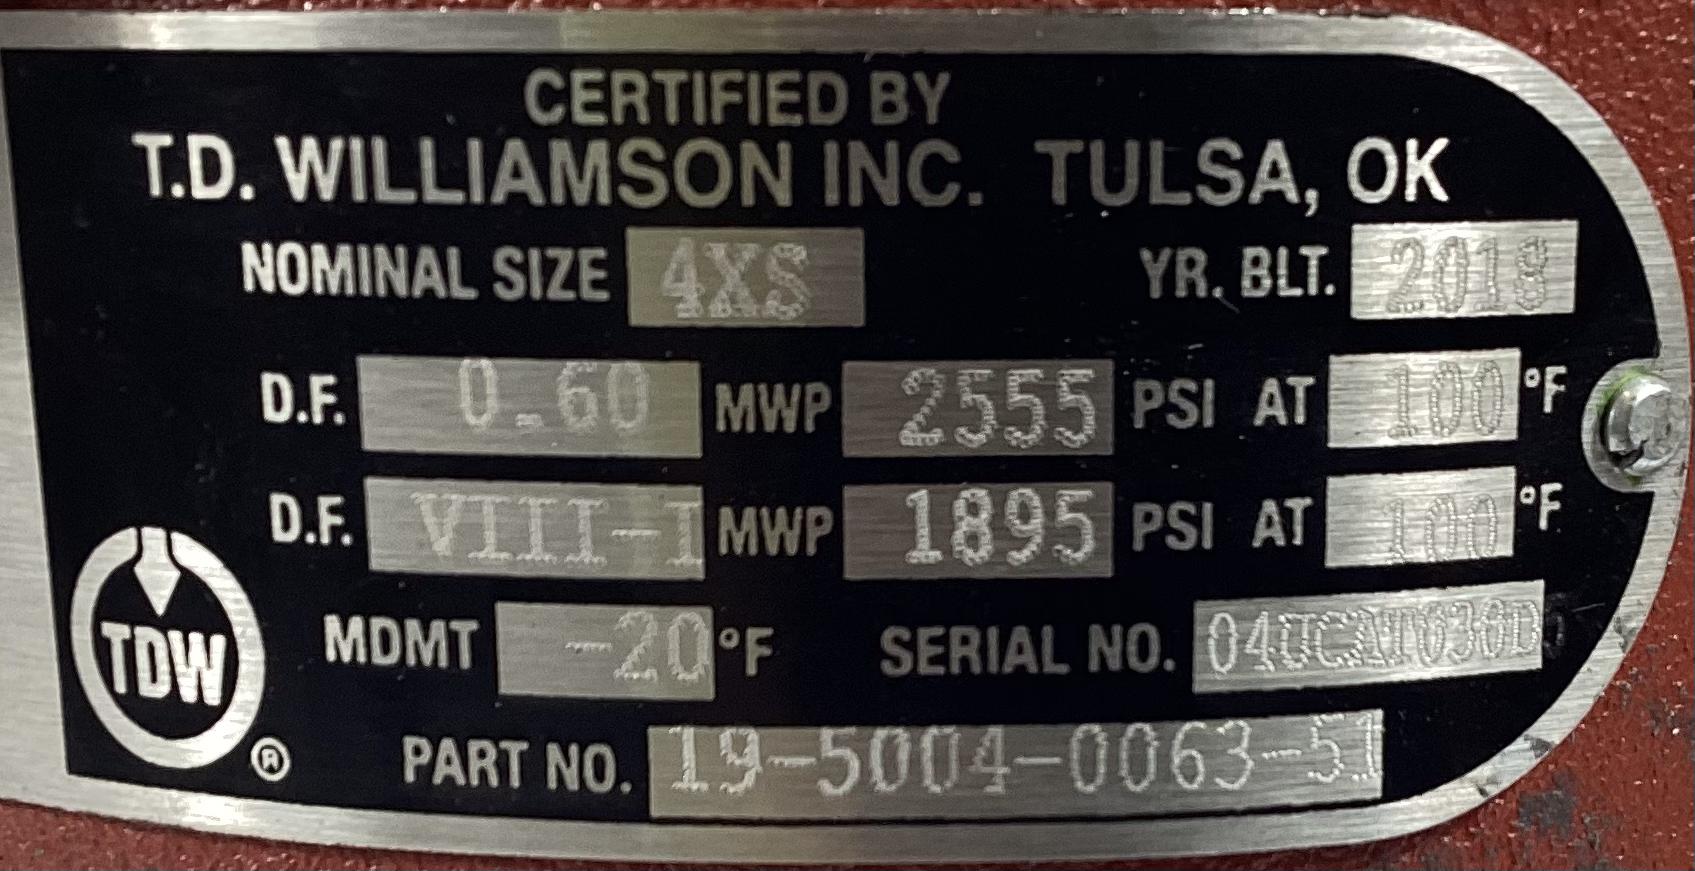 CERTIFIED BY
T.D. WILLIAMSON INC. TULSA, OK
NOMINAL SIZE 4XS YR. BLT. 2018
D.F. 0.60 MWP 2555 PSI AT 100 °F
D.F. VIII-I MWP 1895 PSI AT 100 °F
MDMT -20 °F SERIAL NO.
TDW
® PART NO. 19-5004-0063-51